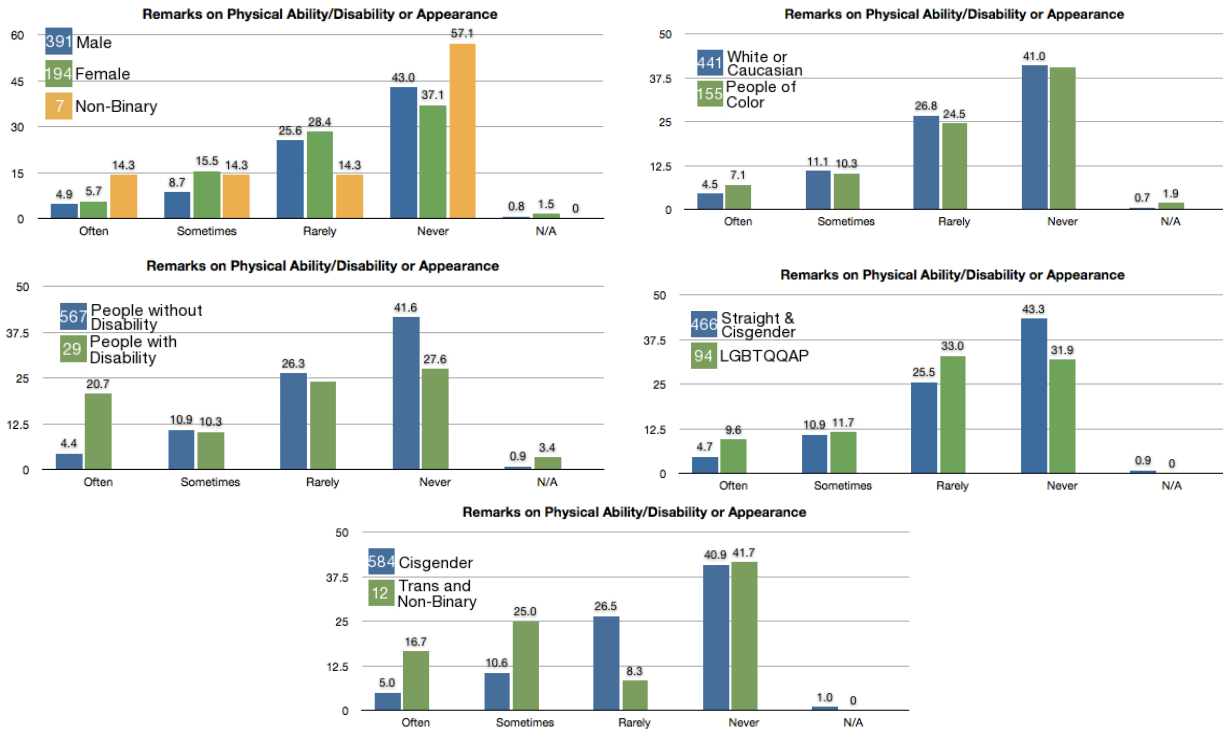 Remarks on Physical Ability/Disability or Appearance
60
45
30
15
0
391 Male
194 Female
7 Non-Binary
4.9 5.7 14.3
8.7 15.5 14.3
25.6 28.4 14.3
43.0 37.1 57.1
0.8 1.5 0
Often Sometimes Rarely Never N/A
Remarks on Physical Ability/Disability or Appearance
50
37.5
25
12.5
0
441 White or
Caucasian
155 People of
Color
4.5 7.1
11.1 10.3
26.8 24.5
41.0
0.7 1.9
Often Sometimes Rarely Never N/A
Remarks on Physical Ability/Disability or Appearance
50
37.5
25
12.5
0
567 People without
Disability
29 People with
Disability
4.4 20.7
10.9 10.3
26.3
41.6 27.6
0.9 3.4
Often Sometimes Rarely Never N/A
Remarks on Physical Ability/Disability or Appearance
50
37.5
25
12.5
0
466 Straight &
Cisgender
94 LGBTQQAP
4.7 9.6
10.9 11.7
25.5 33.0
43.3 31.9
0.9 0
Often Sometimes Rarely Never N/A
Remarks on Physical Ability/Disability or Appearance
50
37.5
25
12.5
0
584 Cisgender
12 Trans and
Non-Binary
5.0 16.7
10.6 25.0
26.5 8.3
40.9 41.7
1.0 0
Often Sometimes Rarely Never N/A